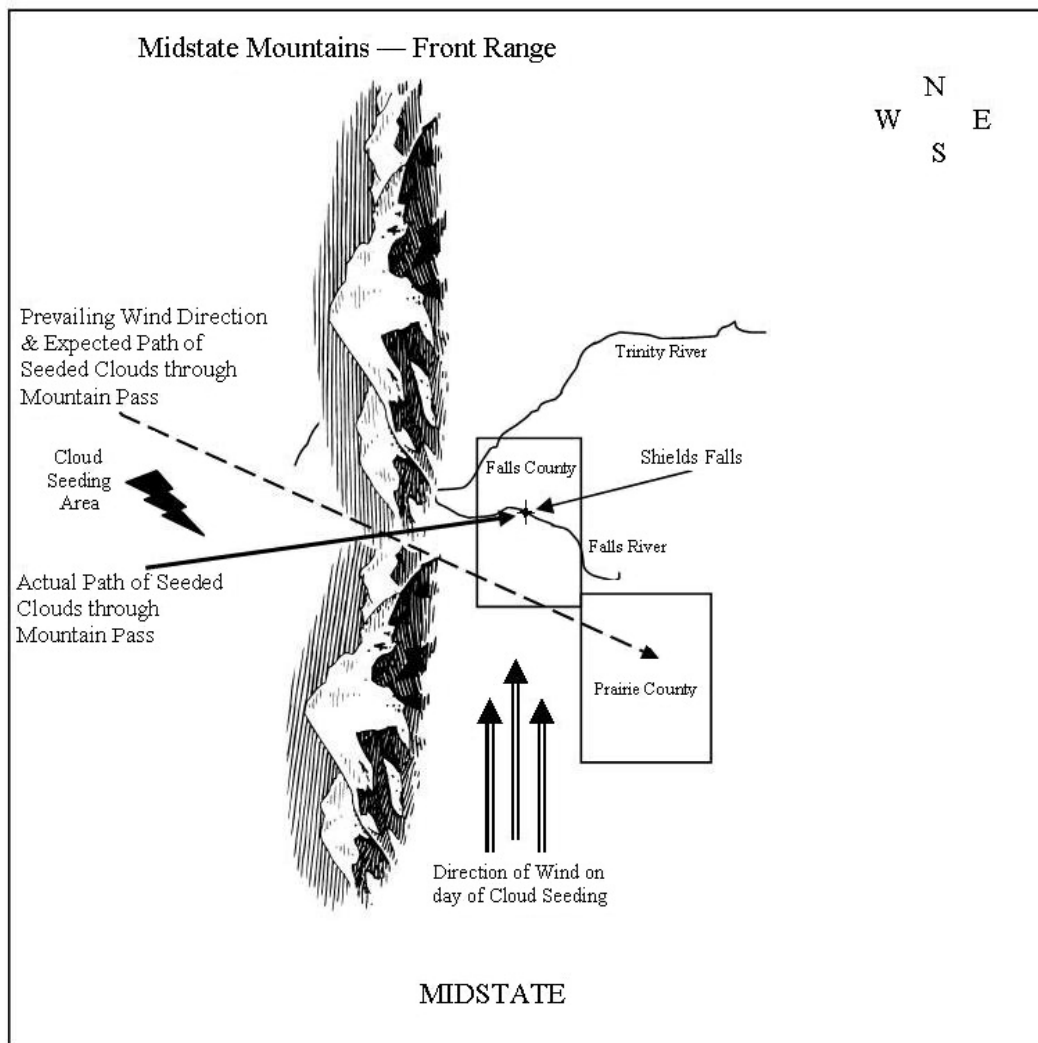 Midstate Mountains — Front Range
N
W E
S
Prevailing Wind Direction
& Expected Path of
Seeded Clouds through
Mountain Pass
Trinity River
Cloud
Seeding
Area
Falls County
Shields Falls
Falls River
Actual Path of Seeded
Clouds through
Mountain Pass
Prairie County
Direction of Wind on
day of Cloud Seeding
MIDSTATE